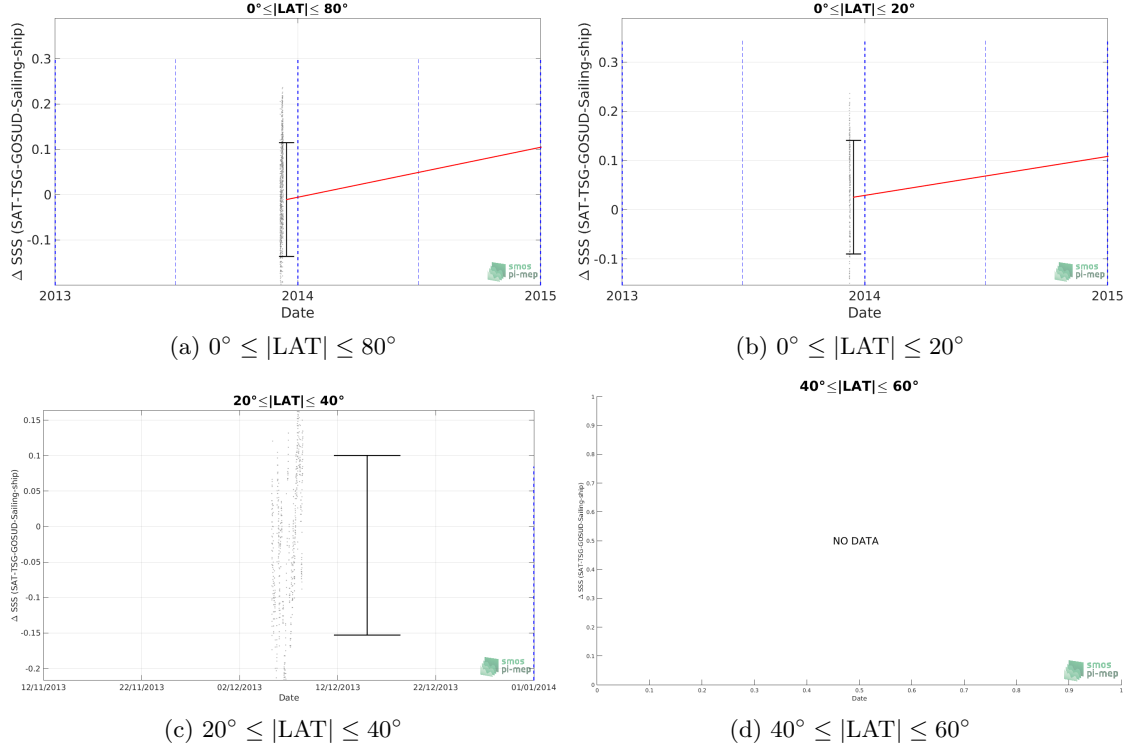 0°≤|LAT|≤ 80°
Δ SSS (SAT-TSG-GOSUD-Sailing-ship)
0.3
0.2
0.1
0
-0.1
2013
2014
2015
Date
smos
pi-mep
(a) 0° ≤ |LAT| ≤ 80°
0°≤|LAT|≤ 20°
Δ SSS (SAT-TSG-GOSUD-Sailing-ship)
0.3
0.2
0.1
0
-0.1
2013
2014
2015
Date
smos
pi-mep
(b) 0° ≤ |LAT| ≤ 20°
20°≤|LAT|≤ 40°
Δ SSS (SAT-TSG-GOSUD-Sailing-ship)
0.15
0.1
0.05
0
-0.05
-0.1
-0.15
-0.2
12/11/2013
22/11/2013
02/12/2013
12/12/2013
22/12/2013
01/01/2014
Date
smos
pi-mep
(c) 20° ≤ |LAT| ≤ 40°
40°≤|LAT|≤ 60°
Δ SSS (SAT-TSG-GOSUD-Sailing-ship)
1
0.9
0.8
0.7
0.6
0.5
0.4
0.3
0.2
0.1
0
NO DATA
0
0.1
0.2
0.3
0.4
0.5
0.6
0.7
0.8
0.9
1
Date
smos
pi-mep
(d) 40° ≤ |LAT| ≤ 60°